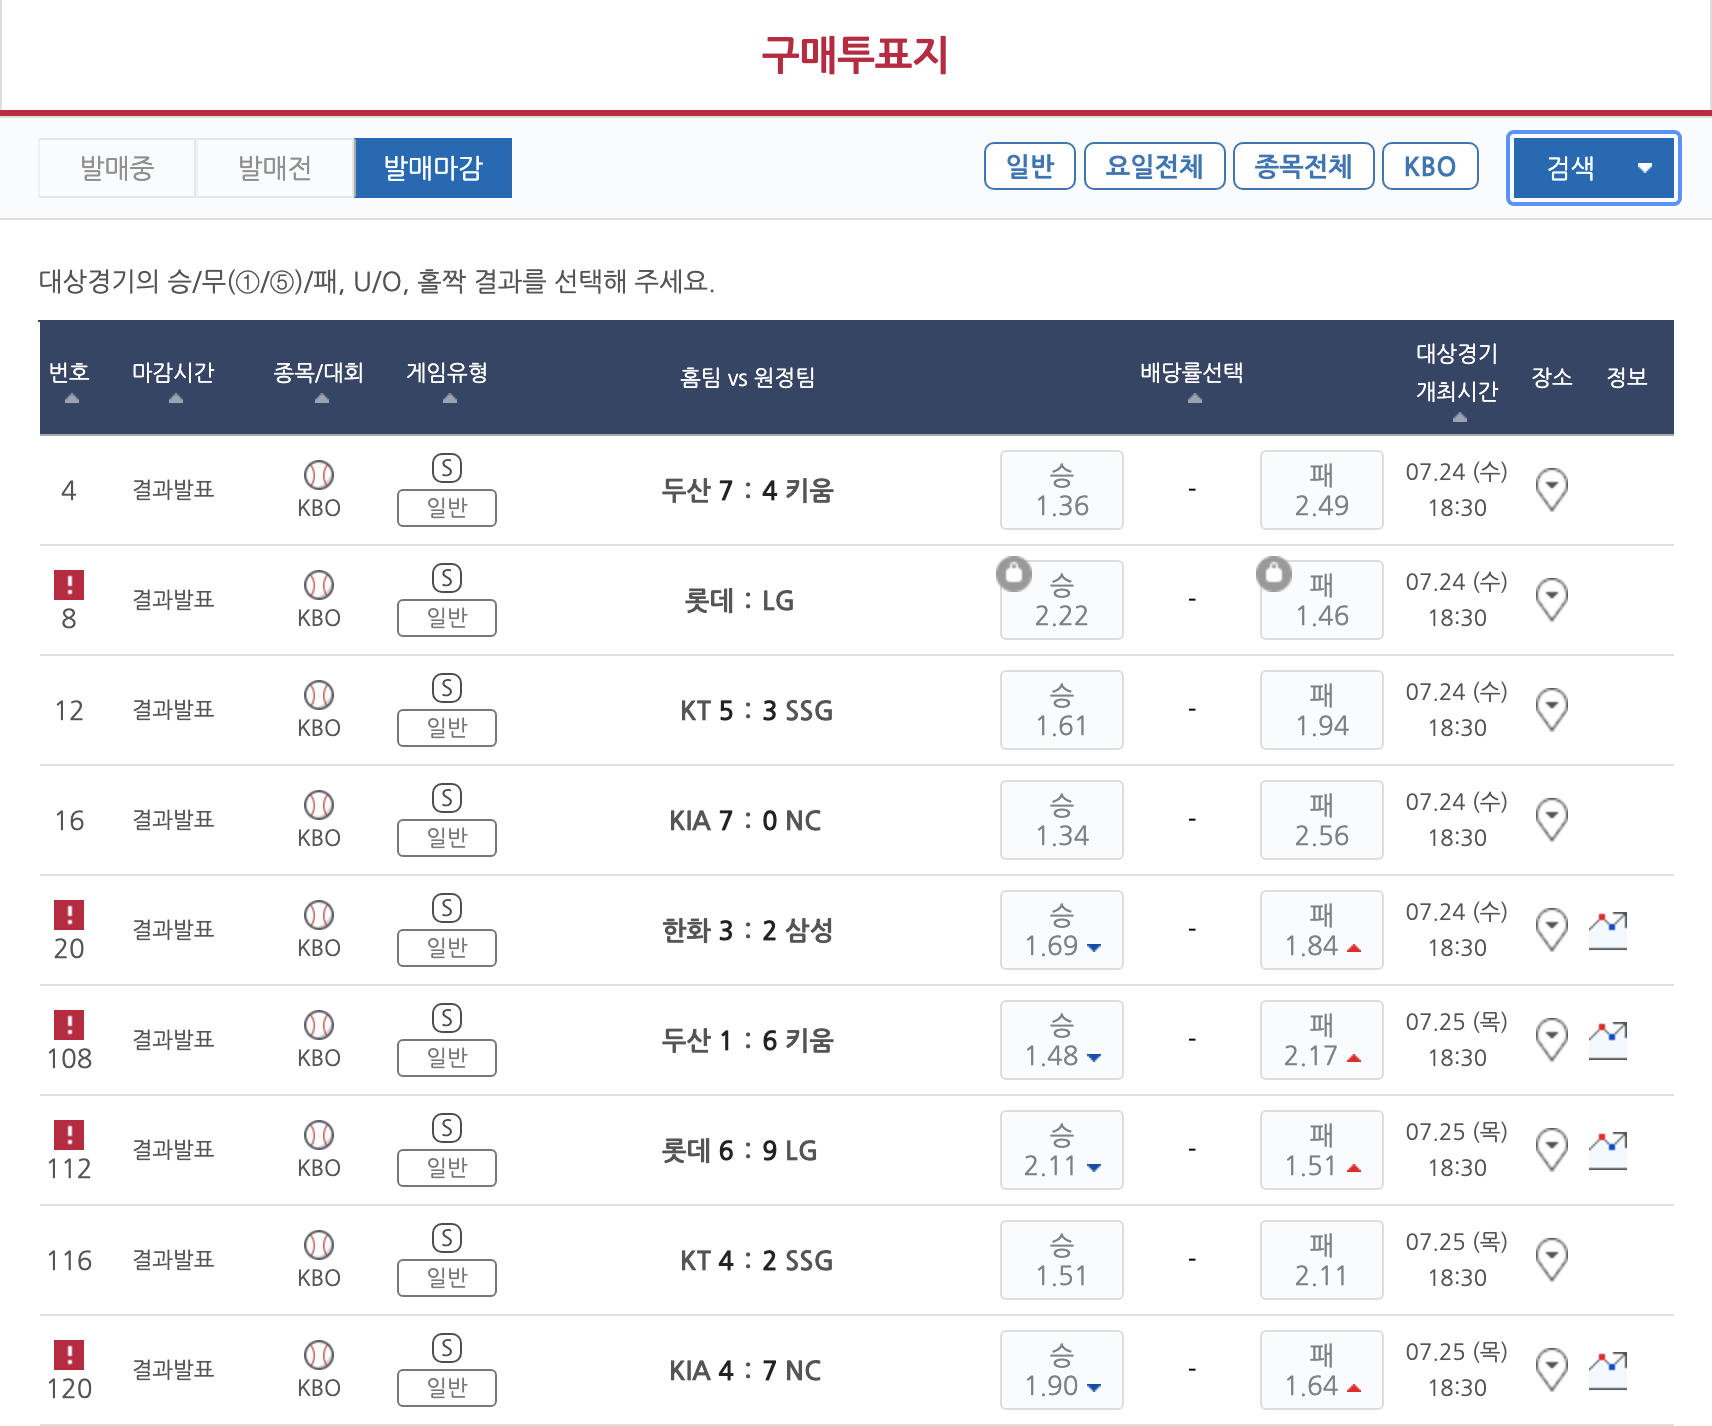 구매투표지
발매중 발매전 발매마감 일반 요일전체 종목전체 KBO 검색
대상경기의 승/무(①/⑤)/패, U/O, 홀짝 결과를 선택해 주세요.
번호 마감시간 종목/대회 게임유형 홈팀 vs 원정팀 배당률선택 대상경기 개최시간 장소 정보
4 결과발표 KBO S 일반 두산 7 : 4 키움 승 1.36 - 패 2.49 07.24 (수) 18:30
! 8 결과발표 KBO S 일반 롯데 : LG 승 2.22 - 패 1.46 07.24 (수) 18:30
12 결과발표 KBO S 일반 KT 5 : 3 SSG 승 1.61 - 패 1.94 07.24 (수) 18:30
16 결과발표 KBO S 일반 KIA 7 : 0 NC 승 1.34 - 패 2.56 07.24 (수) 18:30
! 20 결과발표 KBO S 일반 한화 3 : 2 삼성 승 1.69 - 패 1.84 07.24 (수) 18:30
! 108 결과발표 KBO S 일반 두산 1 : 6 키움 승 1.48 - 패 2.17 07.25 (목) 18:30
! 112 결과발표 KBO S 일반 롯데 6 : 9 LG 승 2.11 - 패 1.51 07.25 (목) 18:30
116 결과발표 KBO S 일반 KT 4 : 2 SSG 승 1.51 - 패 2.11 07.25 (목) 18:30
! 120 결과발표 KBO S 일반 KIA 4 : 7 NC 승 1.90 - 패 1.64 07.25 (목) 18:30